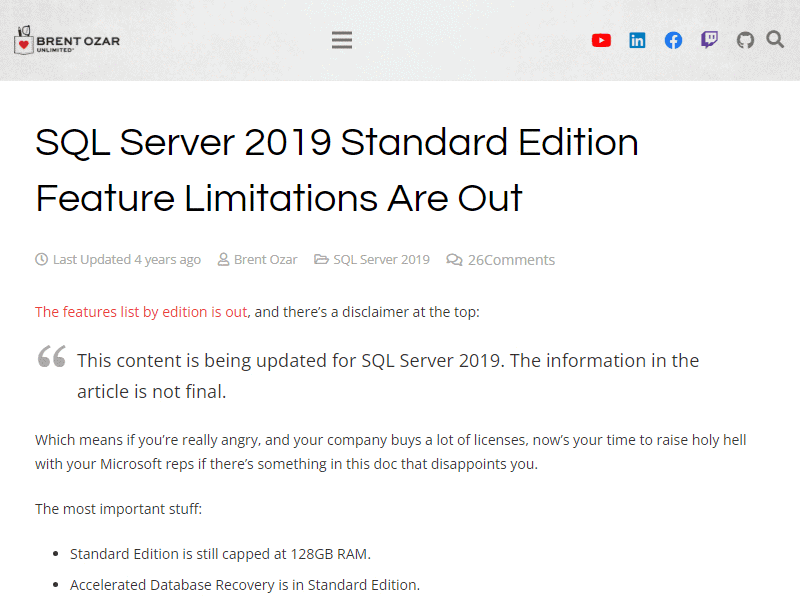 BRENT OZAR
UNLIMITED™
SQL Server 2019 Standard Edition
Feature Limitations Are Out
Last Updated 4 years ago Brent Ozar SQL Server 2019 26Comments
The features list by edition is out, and there’s a disclaimer at the top:
This content is being updated for SQL Server 2019. The information in the
article is not final.
Which means if you’re really angry, and your company buys a lot of licenses, now’s your time to raise holy hell
with your Microsoft reps if there’s something in this doc that disappoints you.
The most important stuff:
Standard Edition is still capped at 128GB RAM.
Accelerated Database Recovery is in Standard Edition.